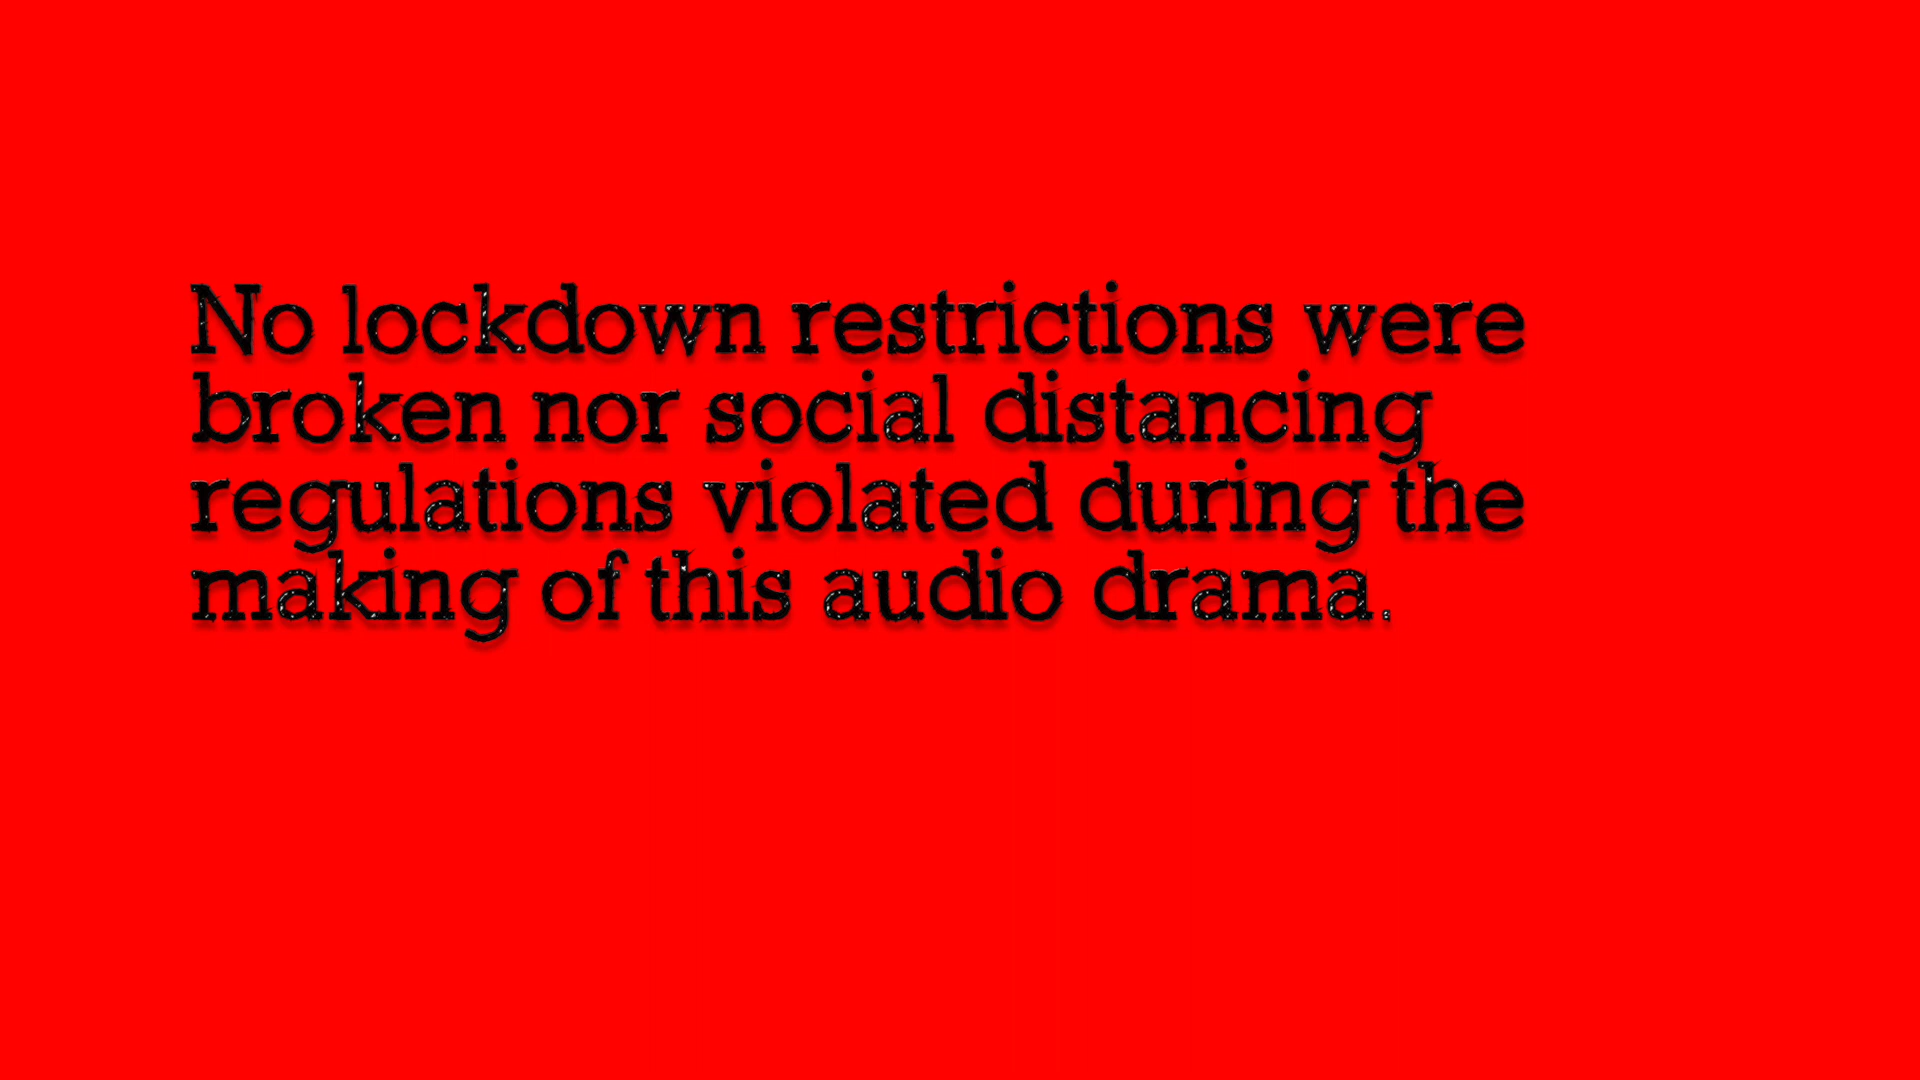 No lockdown restrictions were
broken nor social distancing
regulations violated during the
making of this audio drama.